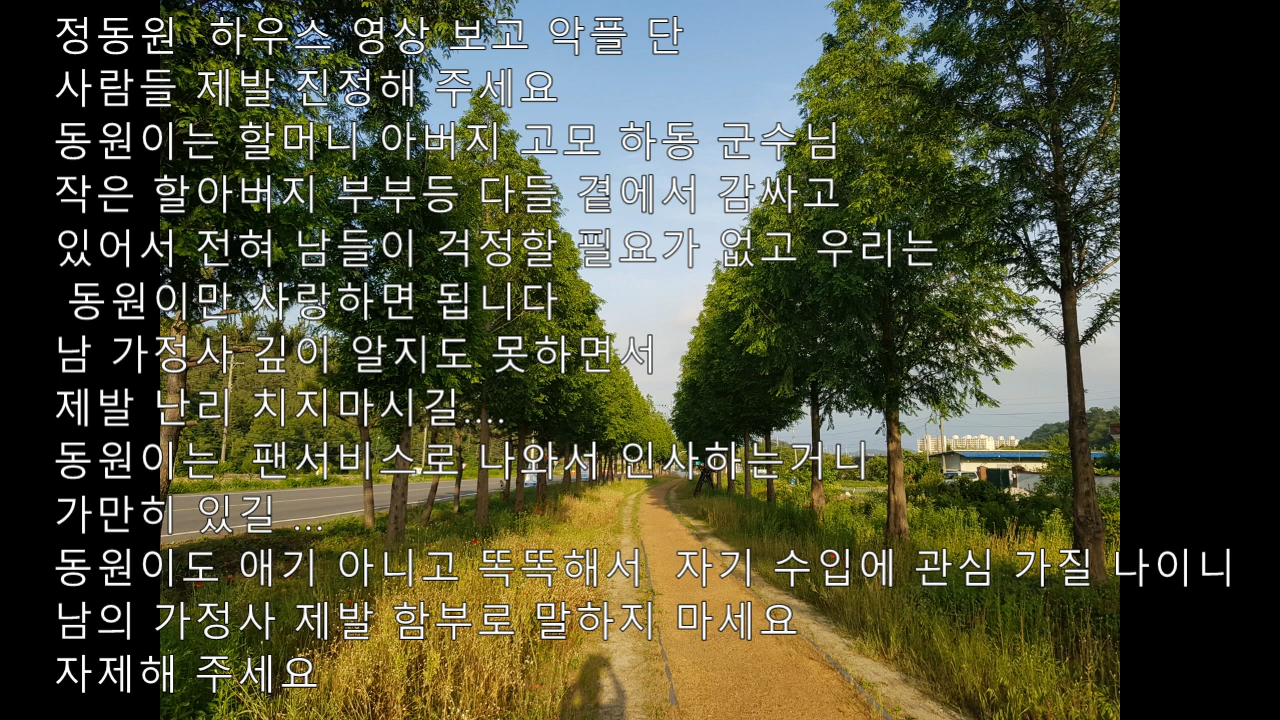 정동원  하우스 영상 보고 악플 단
사람들 제발 진정해 주세요
동원이는 할머니 아버지 고모 하동 군수님
작은 할아버지 부부등 다들 곁에서 감싸고
있어서 전혀 남들이 걱정할 필요가 없고 우리는
동원이만 사랑하면 됩니다
남 가정사 깊이 알지도 못하면서
제발 난리 치지마시길....
동원이는  팬서비스로 나와서 인사하는거니
가만히 있길 ...
동원이도 애기 아니고 똑똑해서  자기 수입에 관심 가질 나이니
남의 가정사 제발 함부로 말하지 마세요
자제해 주세요